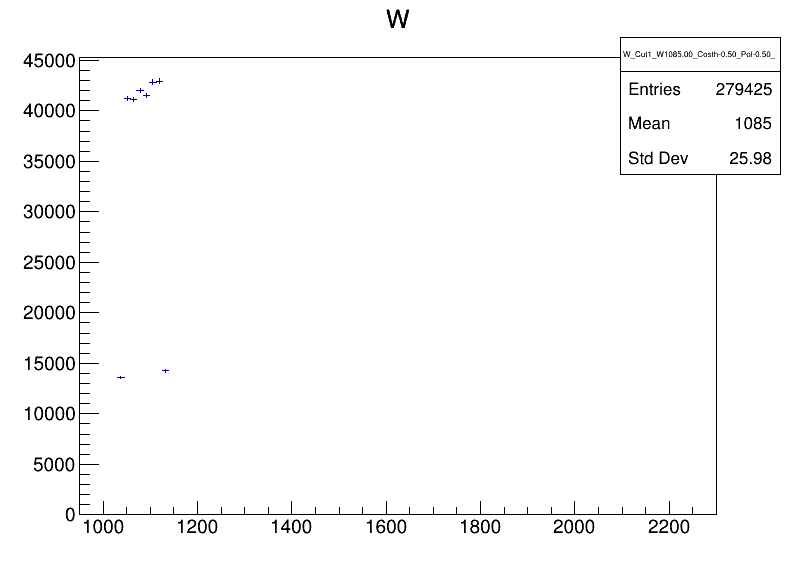 W
W_Cut1_W1085.00_Costh-0.50_Pol-0.50_
Entries 279425
Mean 1085
Std Dev 25.98
45000
40000
35000
30000
25000
20000
15000
10000
5000
0
1000 1200 1400 1600 1800 2000 2200